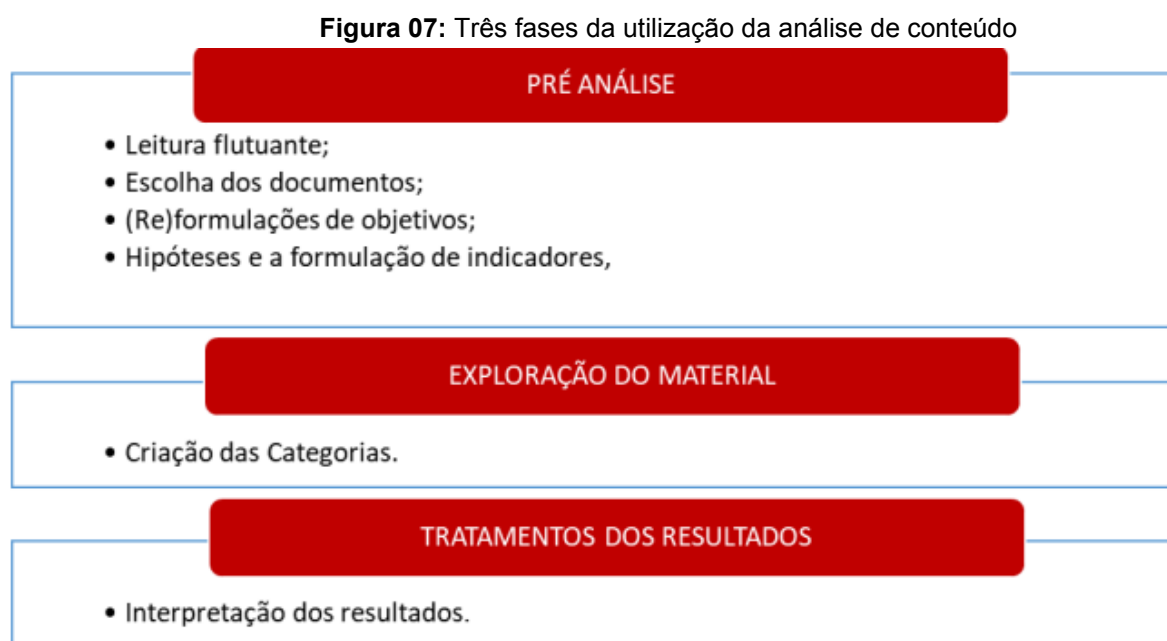 Figura 07: Três fases da utilização da análise de conteúdo
PRÉ ANÁLISE
• Leitura flutuante;
• Escolha dos documentos;
• (Re)formulações de objetivos;
• Hipóteses e a formulação de indicadores,
EXPLORAÇÃO DO MATERIAL
• Criação das Categorias.
TRATAMENTOS DOS RESULTADOS
• Interpretação dos resultados.